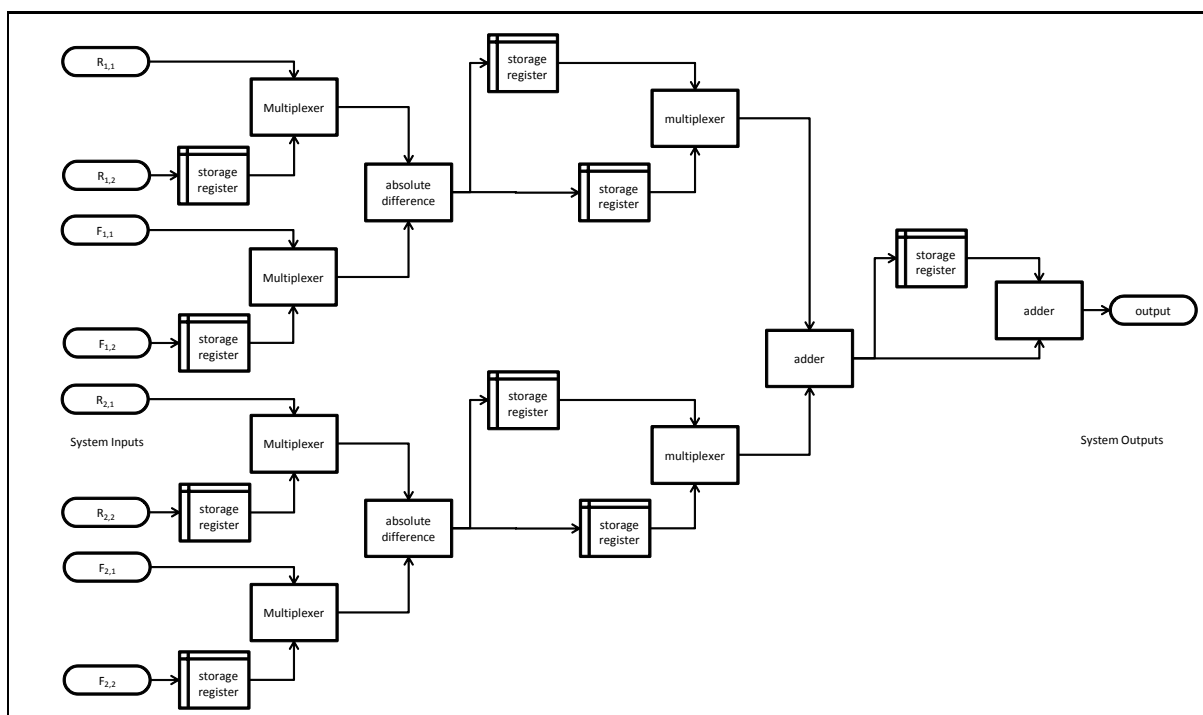 R1,1
Multiplexer
R1,2
storage
register
F1,1
Multiplexer
F1,2
storage
register
absolute
difference
storage
register
storage
register
multiplexer
R2,1
System Inputs
Multiplexer
R2,2
storage
register
F2,1
Multiplexer
F2,2
storage
register
absolute
difference
storage
register
storage
register
multiplexer
adder
storage
register
adder
output
System Outputs